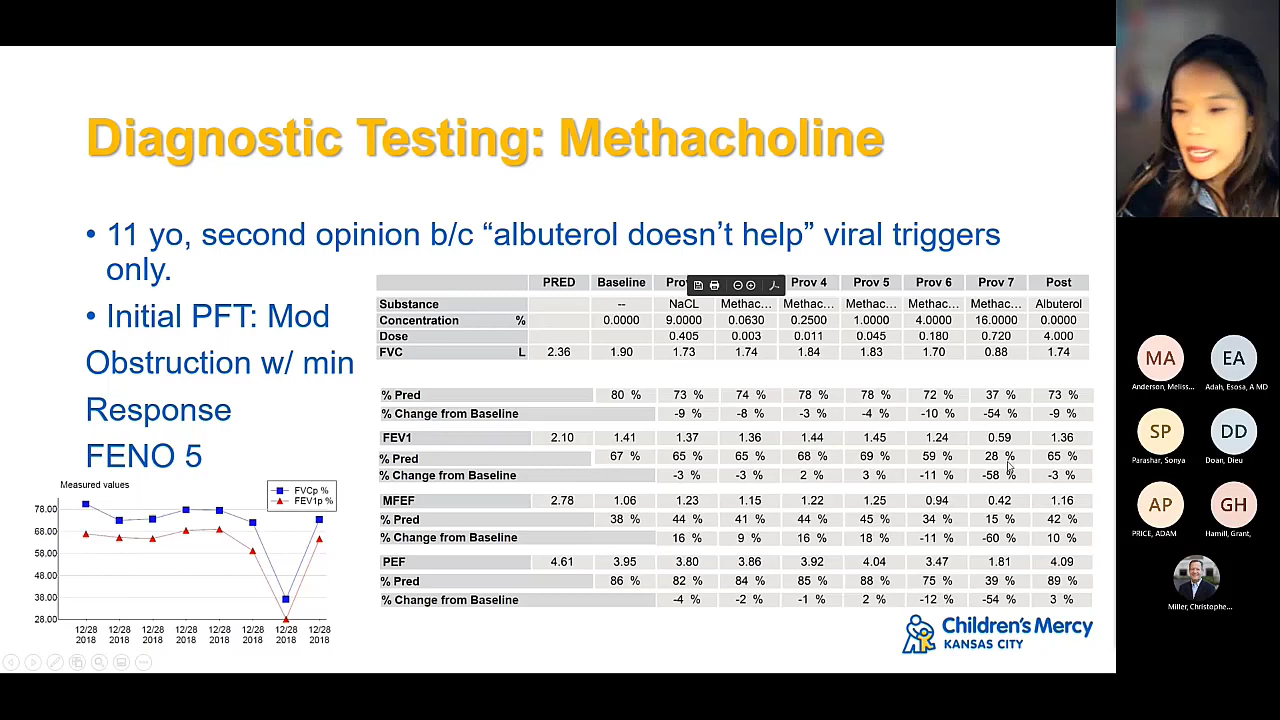 Diagnostic Testing: Methacholine
• 11 yo, second opinion b/c “albuterol doesn’t help” viral triggers
only.
• Initial PFT: Mod
Obstruction w/ min
Response
FENO 5
PRED Baseline Prov 4 Prov 5 Prov 6 Prov 7 Post
Substance -- NaCL Methac... Methac... Methac... Methac... Methac... Albuterol
Concentration % 0.0000 9.0000 0.0630 0.2500 1.0000 4.0000 16.0000 0.0000
Dose 0.405 0.003 0.011 0.045 0.180 0.720 4.000
FVC L 2.36 1.90 1.73 1.74 1.84 1.83 1.70 0.88 1.74
% Pred 80 % 73 % 74 % 78 % 78 % 72 % 37 % 73 %
% Change from Baseline -9 % -8 % -3 % -4 % -10 % -54 % -9 %
FEV1 2.10 1.41 1.37 1.36 1.44 1.45 1.24 0.59 1.36
% Pred 67 % 65 % 65 % 68 % 69 % 59 % 28 % 65 %
% Change from Baseline -3 % -3 % 2 % 3 % -11 % -58 % -3 %
MFEF 2.78 1.06 1.23 1.15 1.22 1.25 0.94 0.42 1.16
% Pred 38 % 44 % 41 % 44 % 45 % 34 % 15 % 42 %
% Change from Baseline 16 % 9 % 16 % 18 % -11 % -60 % 10 %
PEF 4.61 3.95 3.80 3.86 3.92 4.04 3.47 1.81 4.09
% Pred 86 % 82 % 84 % 85 % 88 % 75 % 39 % 89 %
% Change from Baseline -4 % -2 % -1 % 2 % -12 % -54 % 3 %
Measured values
FVCp %
FEV1p %
78.00
68.00
58.00
48.00
38.00
28.00
12/28 12/28 12/28 12/28 12/28 12/28 12/28 12/28
2018 2018 2018 2018 2018 2018 2018 2018
Children's Mercy
KANSAS CITY
MA EA
Anderson, Meliss... Adah, Esosa, A MD
SP DD
Parashar, Sonya Doan, Dieu
AP GH
PRICE, ADAM Hamill, Grant,
Miller, Christophe...